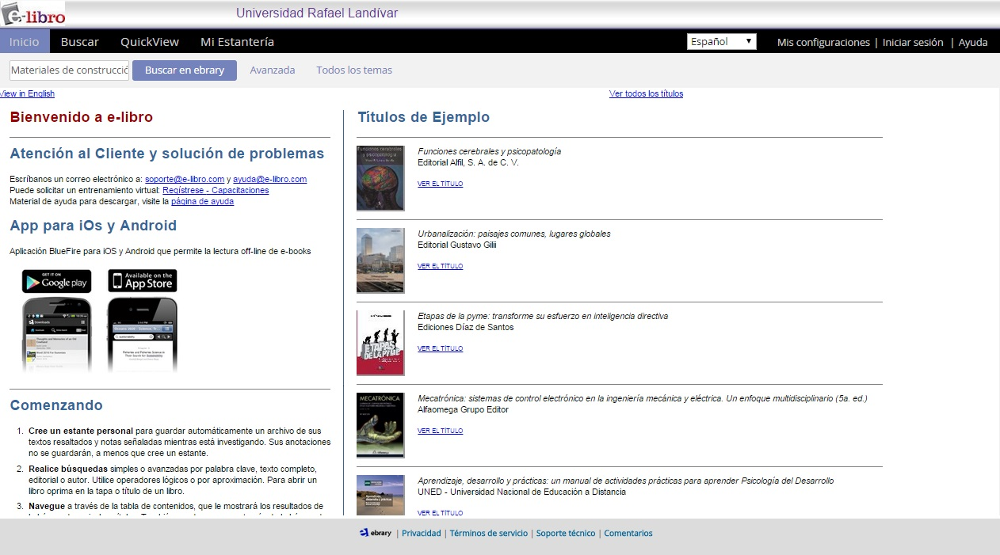 e-libro
Universidad Rafael Landívar
Inicio Buscar QuickView Mi Estantería
Español Mis configuraciones | Iniciar sesión | Ayuda
Materiales de construcció Buscar en ebrary Avanzada Todos los temas
View in English
Ver todos los títulos
Bienvenido a e-libro
Atención al Cliente y solución de problemas
Escríbanos un correo electrónico a: soporte@e-libro.com y ayuda@e-libro.com
Puede solicitar un entrenamiento virtual: Regístrese - Capacitaciones
Material de ayuda para descargar, visite la página de ayuda
App para iOs y Android
Aplicación BlueFire para iOS y Android que permite la lectura off-line de e-books
GET IT ON
Google play
Available on the
App Store
Downloads
Comenzando
1. Cree un estante personal para guardar automáticamente un archivo de sus
textos resaltados y notas señaladas mientras está investigando. Sus anotaciones
no se guardarán, a menos que cree un estante.
2. Realice búsquedas simples o avanzadas por palabra clave, texto completo,
editorial o autor. Utilice operadores lógicos o por aproximación. Para abrir un
libro oprima en la tapa o título de un libro.
3. Navegue a través de la tabla de contenidos, que le mostrará los resultados de
Títulos de Ejemplo
Funciones cerebrales
y psicopatología
Funciones cerebrales y psicopatología
Editorial Alfil, S. A. de C. V.
VER EL TÍTULO
Urbanalización: paisajes comunes, lugares globales
Editorial Gustavo Gilii
VER EL TÍTULO
ETAPAS
DE LA PYME
Etapas de la pyme: transforme su esfuerzo en inteligencia directiva
Ediciones Díaz de Santos
VER EL TÍTULO
MECATRÓNICA
Mecatrónica: sistemas de control electrónico en la ingeniería mecánica y eléctrica. Un enfoque multidisciplinario (5a. ed.)
Alfaomega Grupo Editor
VER EL TÍTULO
Aprendizaje, desarrollo y prácticas: un manual de actividades prácticas para aprender Psicología del Desarrollo
UNED - Universidad Nacional de Educación a Distancia
VER EL TÍTULO
ebrary | Privacidad | Términos de servicio | Soporte técnico | Comentarios